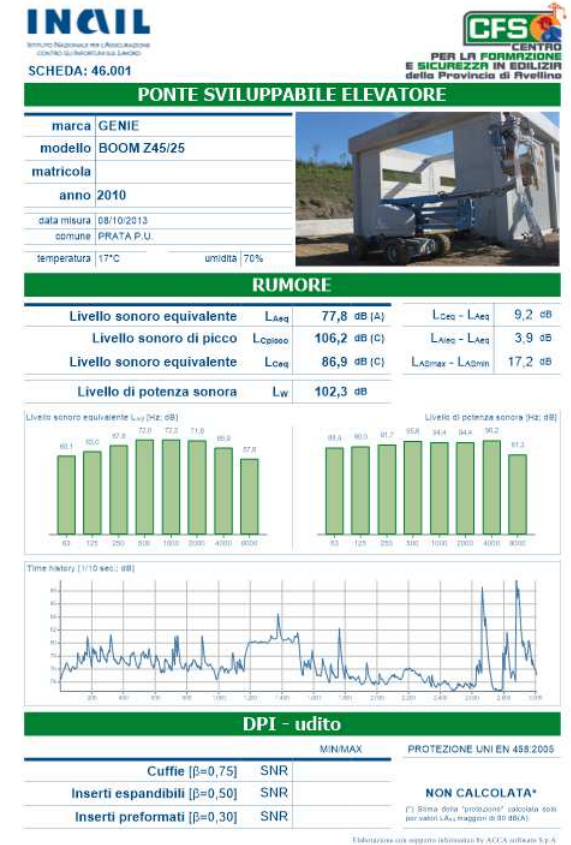 INAIL
ISTITUTO NAZIONALE PER L'ASSICURAZIONE
CONTRO GLI INFORTUNI SUL LAVORO
CFS
CENTRO
PER LA FORMAZIONE
E SICUREZZA IN EDILIZIA
della Provincia di Avellino
SCHEDA: 46.001
PONTE SVILUPPABILE ELEVATORE
marca GENIE
modello BOOM Z45/25
matricola
anno 2010
data misura 08/10/2013
comune PRATA P.U.
temperatura 17°C umidità 70%
RUMORE
Livello sonoro equivalente LAeq 77,8 dB (A) LCeq - LAeq 9,2 dB
Livello sonoro di picco LCpicco 106,2 dB (C) LAIeq - LAeq 3,9 dB
Livello sonoro equivalente LCeq 86,9 dB (C) LASmax - LASmin 17,2 dB
Livello di potenza sonora LW 102,3 dB
Livello sonoro equivalente Leq [Hz; dB]
Livello di potenza sonora [Hz; dB]
72,0 72,2 71,8
57,8
63 125 250 500 1000 2000 4000 8000
63 125 250 500 1000 2000 4000 8000
Time history [1/10 sec.; dB]
DPI - udito
MIN/MAX PROTEZIONE UNI EN 458:2005
Cuffie [β=0,75] SNR
Inserti espandibili [β=0,50] SNR
Inserti preformati [β=0,30] SNR
NON CALCOLATA*
(*) Stima della "protezione" calcolata solo
per valori LAeq maggiori di 80 dB(A).
Elaborazione con supporto informatico by ACCA software S.p.A.